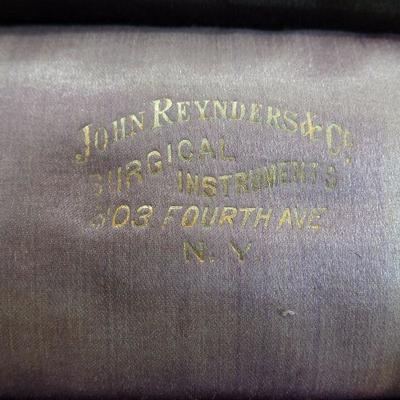 JOHN REYNDERS & Co.
SURGICAL
INSTRUMENTS
303 FOURTH AVE
N. Y.